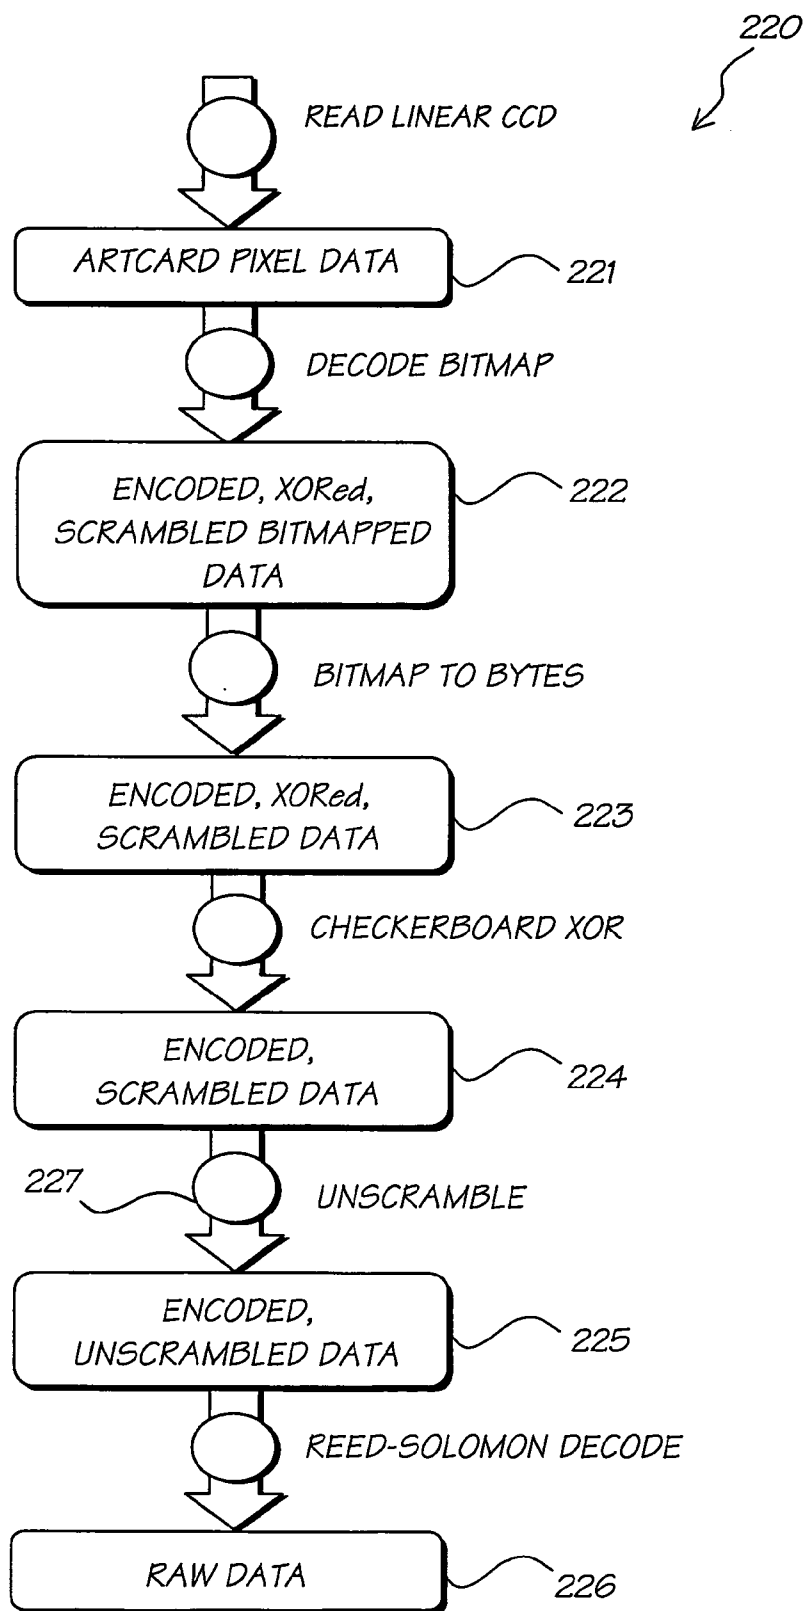 220
READ LINEAR CCD
ARTCARD PIXEL DATA
221
DECODE BITMAP
ENCODED, XORed,
SCRAMBLED BITMAPPED
DATA
222
BITMAP TO BYTES
ENCODED, XORed,
SCRAMBLED DATA
223
CHECKERBOARD XOR
ENCODED,
SCRAMBLED DATA
224
227
UNSCRAMBLE
ENCODED,
UNSCRAMBLED DATA
225
REED-SOLOMON DECODE
RAW DATA
226